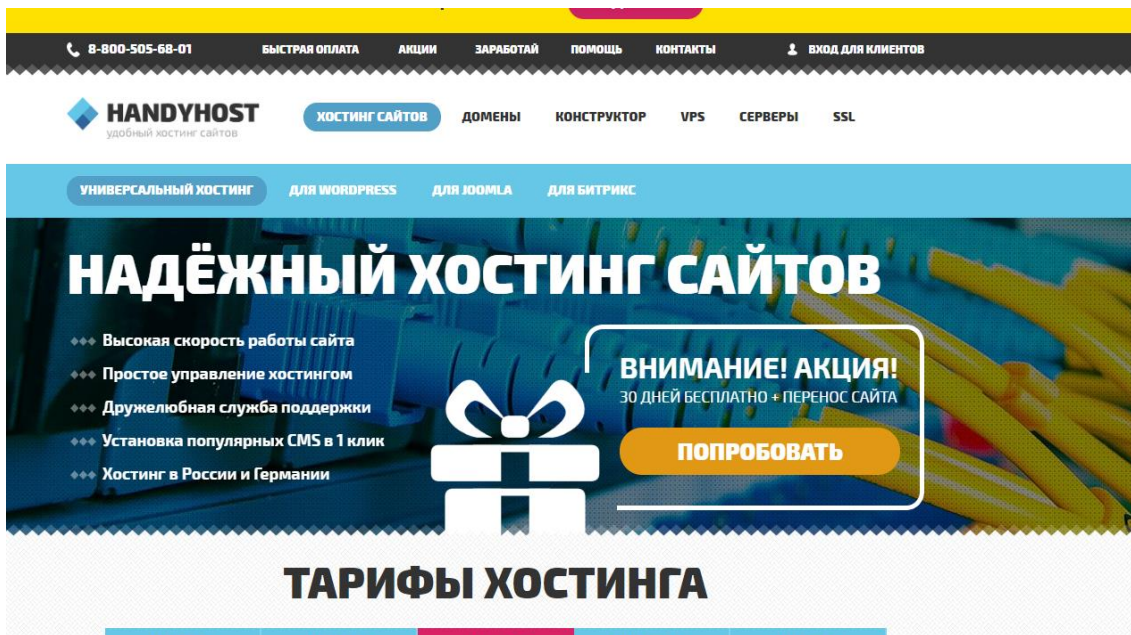 8-800-505-68-01 БЫСТРАЯ ОПЛАТА АКЦИИ ЗАРАБОТАЙ ПОМОЩЬ КОНТАКТЫ ВХОД ДЛЯ КЛИЕНТОВ
HANDYHOST
удобный хостинг сайтов
ХОСТИНГ САЙТОВ ДОМЕНЫ КОНСТРУКТОР VPS СЕРВЕРЫ SSL
УНИВЕРСАЛЬНЫЙ ХОСТИНГ ДЛЯ WORDPRESS ДЛЯ JOOMLA ДЛЯ БИТРИКС
НАДЁЖНЫЙ ХОСТИНГ САЙТОВ
Высокая скорость работы сайта
Простое управление хостингом
Дружелюбная служба поддержки
Установка популярных CMS в 1 клик
Хостинг в России и Германии
ВНИМАНИЕ! АКЦИЯ!
30 ДНЕЙ БЕСПЛАТНО + ПЕРЕНОС САЙТА
ПОПРОБОВАТЬ
ТАРИФЫ ХОСТИНГА